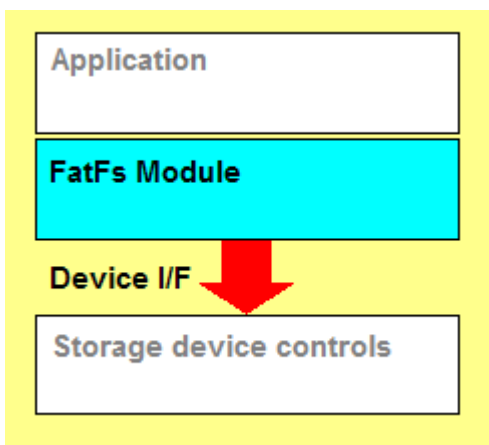 Application
FatFs Module
Device I/F
Storage device controls